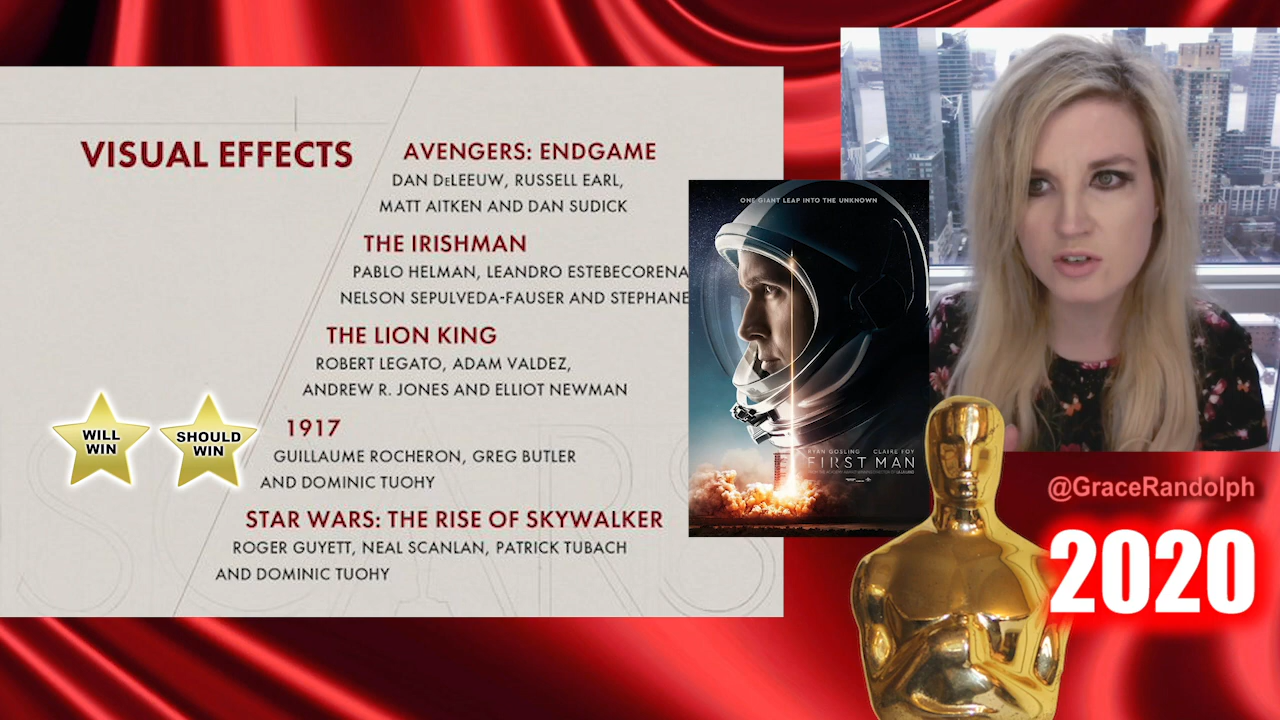 VISUAL EFFECTS
AVENGERS: ENDGAME
DAN DeLEEUW, RUSSELL EARL,
MATT AITKEN AND DAN SUDICK
THE IRISHMAN
PABLO HELMAN, LEANDRO ESTEBECORENA
NELSON SEPULVEDA-FAUSER AND STEPHANE
THE LION KING
ROBERT LEGATO, ADAM VALDEZ,
ANDREW R. JONES AND ELLIOT NEWMAN
WILL
WIN
SHOULD
WIN
1917
GUILLAUME ROCHERON, GREG BUTLER
AND DOMINIC TUOHY
STAR WARS: THE RISE OF SKYWALKER
ROGER GUYETT, NEAL SCANLAN, PATRICK TUBACH
AND DOMINIC TUOHY
ONE GIANT LEAP INTO THE UNKNOWN
RYAN GOSLING CLAIRE FOY
FIRST MAN
@GraceRandolph
2020